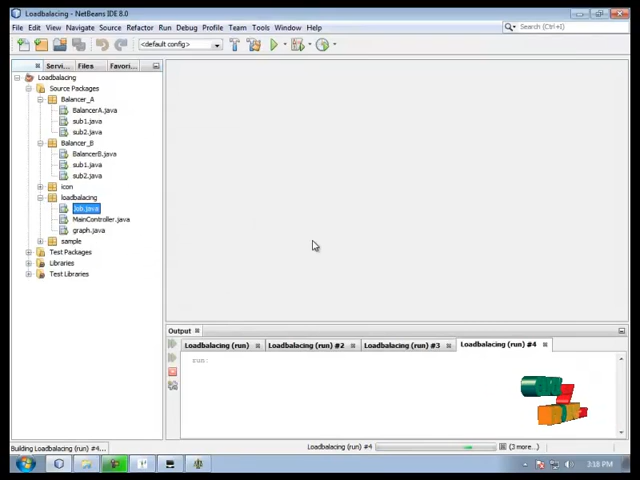 Loadbalacing - NetBeans IDE 8.0
File Edit View Navigate Source Refactor Run Debug Profile Team Tools Window Help
Search (Ctrl+I)
<default config>
Servi... Files Favori...
Loadbalacing
Source Packages
Balancer_A
BalancerA.java
sub1.java
sub2.java
Balancer_B
BalancerB.java
sub1.java
sub2.java
icon
loadbalacing
Job.java
MainController.java
graph.java
sample
Test Packages
Libraries
Test Libraries
Output
Loadbalacing (run) Loadbalacing (run) #2 Loadbalacing (run) #3 Loadbalacing (run) #4
run:
Building Loadbalacing (run) #4... Loadbalacing (run) #4 (3 more...)
3:18 PM